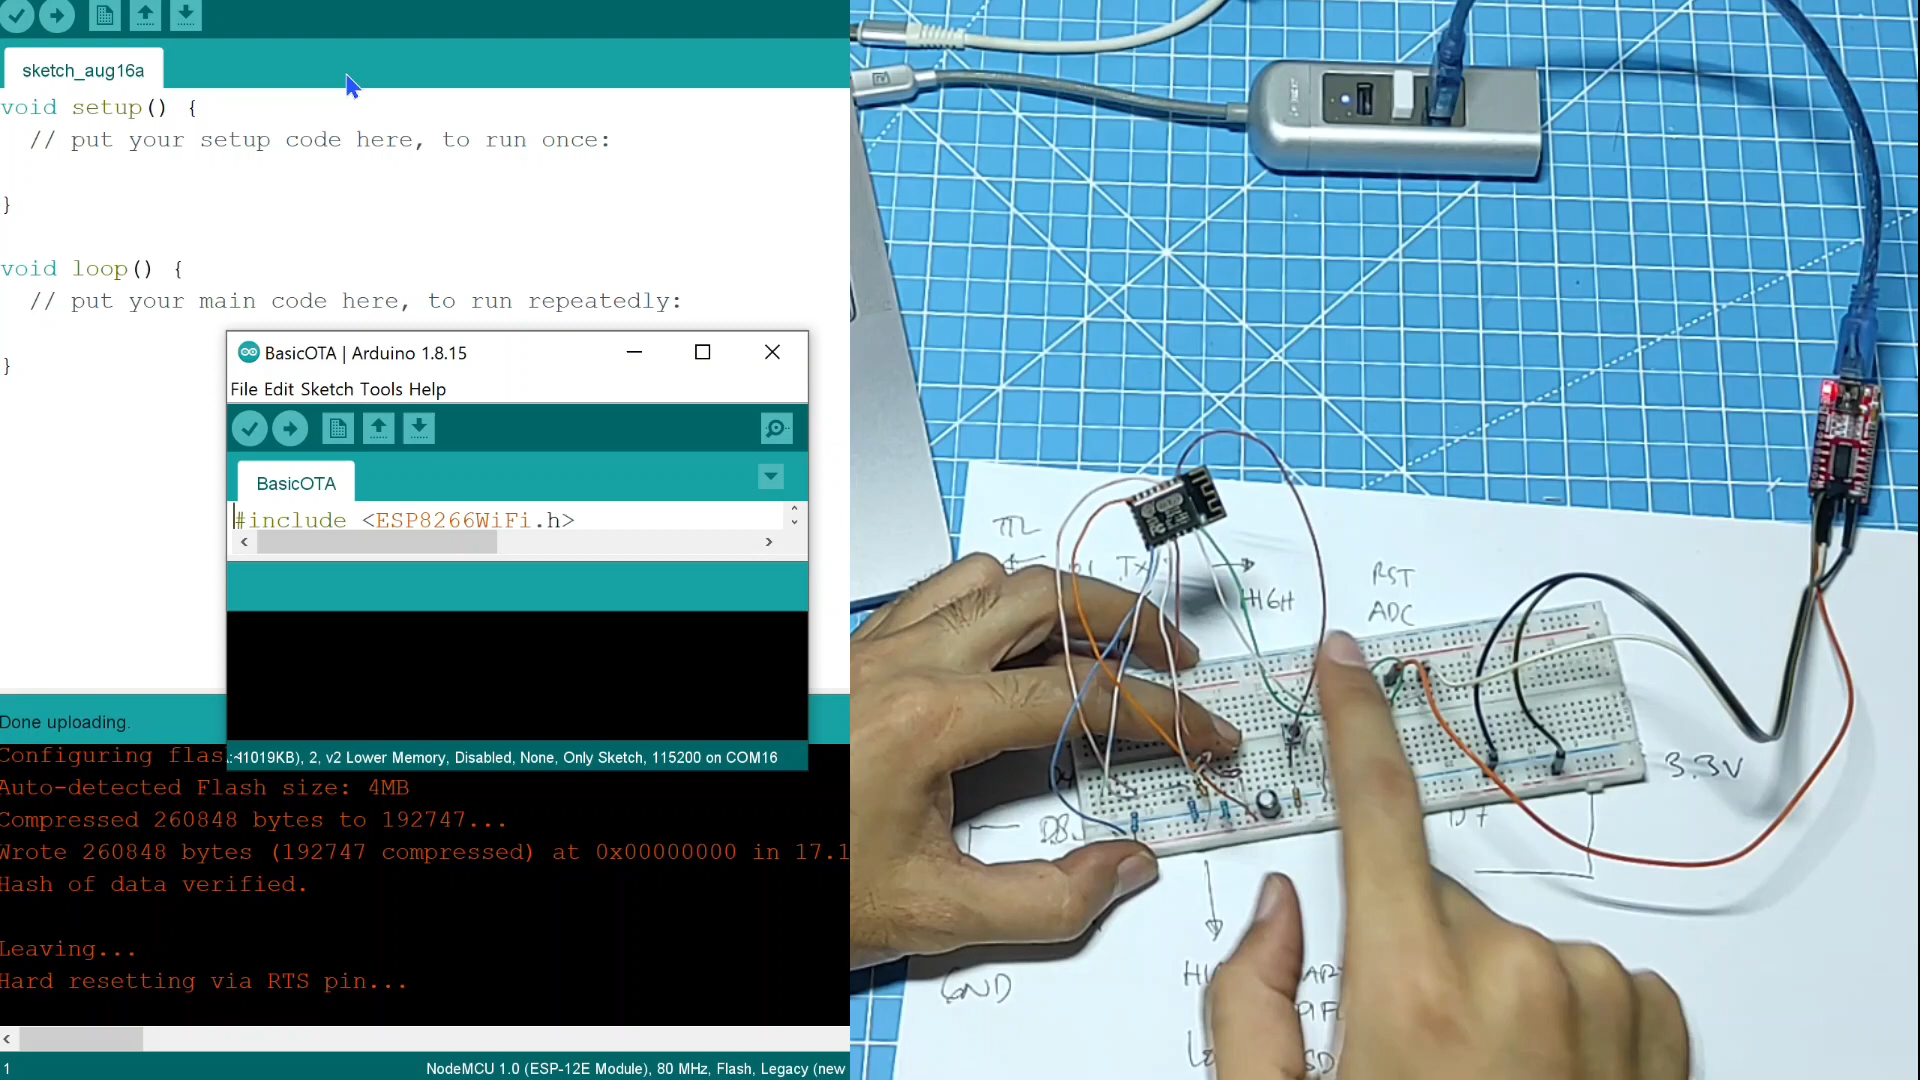 sketch_aug16a
void setup() {
// put your setup code here, to run once:
}
void loop() {
// put your main code here, to run repeatedly:
}
BasicOTA | Arduino 1.8.15
File Edit Sketch Tools Help
BasicOTA
#include <ESP8266WiFi.h>
41019KB), 2, v2 Lower Memory, Disabled, None, Only Sketch, 115200 on COM16
Done uploading.
Configuring flas
Auto-detected Flash size: 4MB
Compressed 260848 bytes to 192747...
Wrote 260848 bytes (192747 compressed) at 0x00000000 in 17.1
Hash of data verified.
Leaving...
Hard resetting via RTS pin...
1
NodeMCU 1.0 (ESP-12E Module), 80 MHz, Flash, Legacy (new
TTL
TX
HIGH
RST
ADC
3.3V
GND